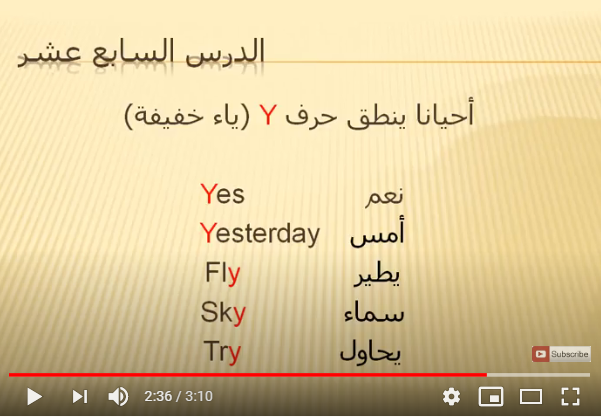 الدرس السابع عشر
أحيانا ينطق حرف Y (ياء خفيفة)
Yes نعم
Yesterday أمس
Fly يطير
Sky سماء
Try يحاول
Subscribe
2:36 / 3:10